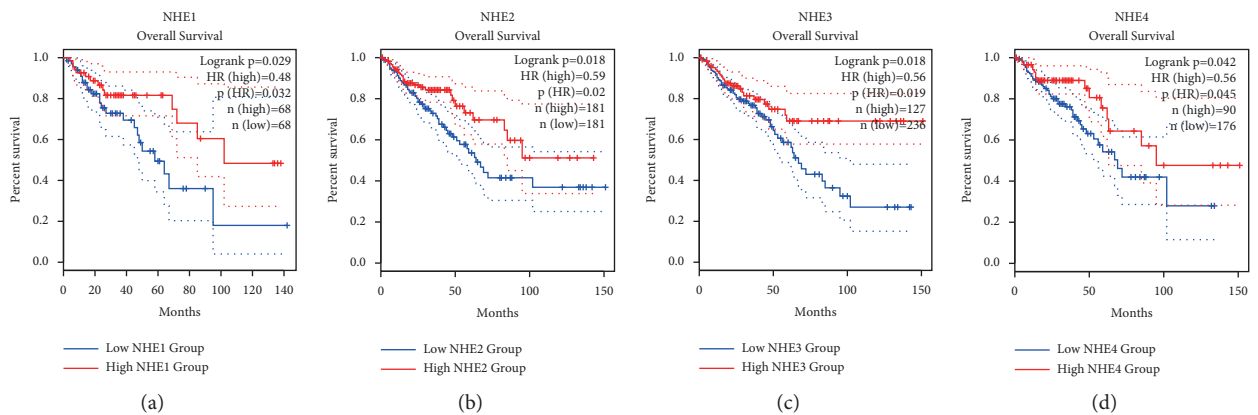 NHE1
Overall Survival
Logrank p=0.029
HR (high)=0.48
p (HR)=0.032
n (high)=68
n (low)=68
Percent survival
1.0
0.8
0.6
0.4
0.2
0.0
0 20 40 60 80 100 120 140
Months
Low NHE1 Group
High NHE1 Group
(a)
NHE2
Overall Survival
Logrank p=0.018
HR (high)=0.59
p (HR)=0.02
n (high)=181
n (low)=181
Percent survival
1.0
0.8
0.6
0.4
0.2
0.0
0 50 100 150
Months
Low NHE2 Group
High NHE2 Group
(b)
NHE3
Overall Survival
Logrank p=0.018
HR (high)=0.56
p (HR)=0.019
n (high)=127
n (low)=236
Percent survival
1.0
0.8
0.6
0.4
0.2
0.0
0 50 100 150
Months
Low NHE3 Group
High NHE3 Group
(c)
NHE4
Overall Survival
Logrank p=0.042
HR (high)=0.56
p (HR)=0.045
n (high)=90
n (low)=176
Percent survival
1.0
0.8
0.6
0.4
0.2
0.0
0 50 100 150
Months
Low NHE4 Group
High NHE4 Group
(d)